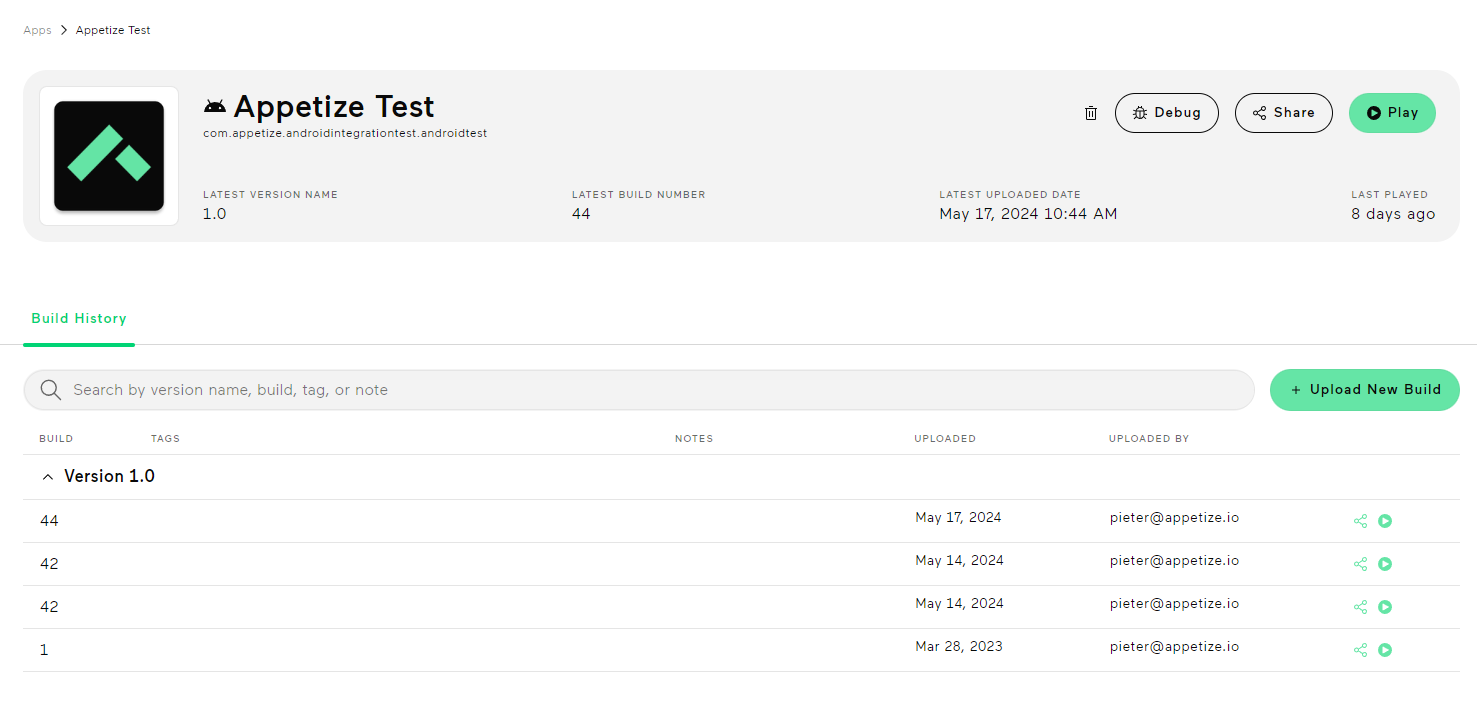 Apps > Appetize Test
Appetize Test
com.appetize.androidintegrationtest.androidtest
Debug
Share
Play
LATEST VERSION NAME
1.0
LATEST BUILD NUMBER
44
LATEST UPLOADED DATE
May 17, 2024 10:44 AM
LAST PLAYED
8 days ago
Build History
Search by version name, build, tag, or note
+ Upload New Build
BUILD TAGS NOTES UPLOADED UPLOADED BY
Version 1.0
44 May 17, 2024 pieter@appetize.io
42 May 14, 2024 pieter@appetize.io
42 May 14, 2024 pieter@appetize.io
1 Mar 28, 2023 pieter@appetize.io